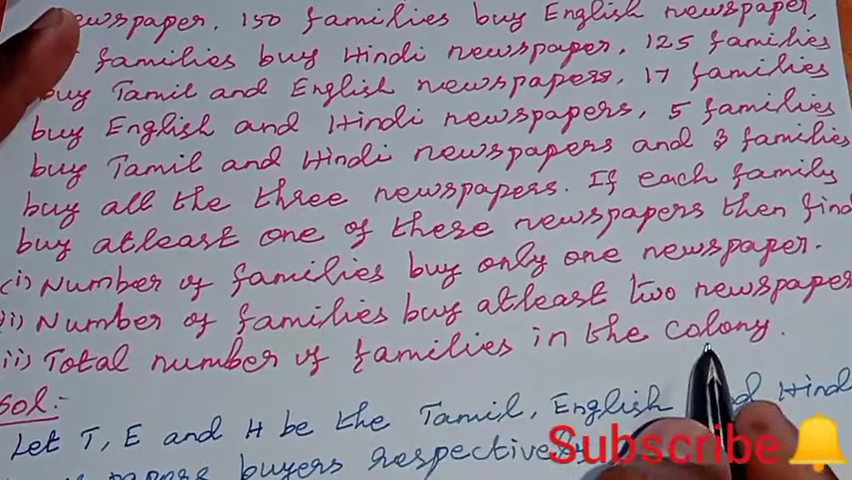 newspaper, 150 families buy English newspaper,
families buy Hindi newspaper, 125 families
buy Tamil and English newspapers, 17 families
buy English and Hindi newspapers, 5 families
buy Tamil and Hindi newspapers and 3 families
buy all the three newspapers. If each family
buy atleast one of these newspapers then find
(i) Number of families buy only one newspaper.
ii) Number of families buy atleast two newspaper
ii) Total number of families in the colony.
Sol:-
Let T, E and H be the Tamil, English Hindi
buyers respectively
Subscribe